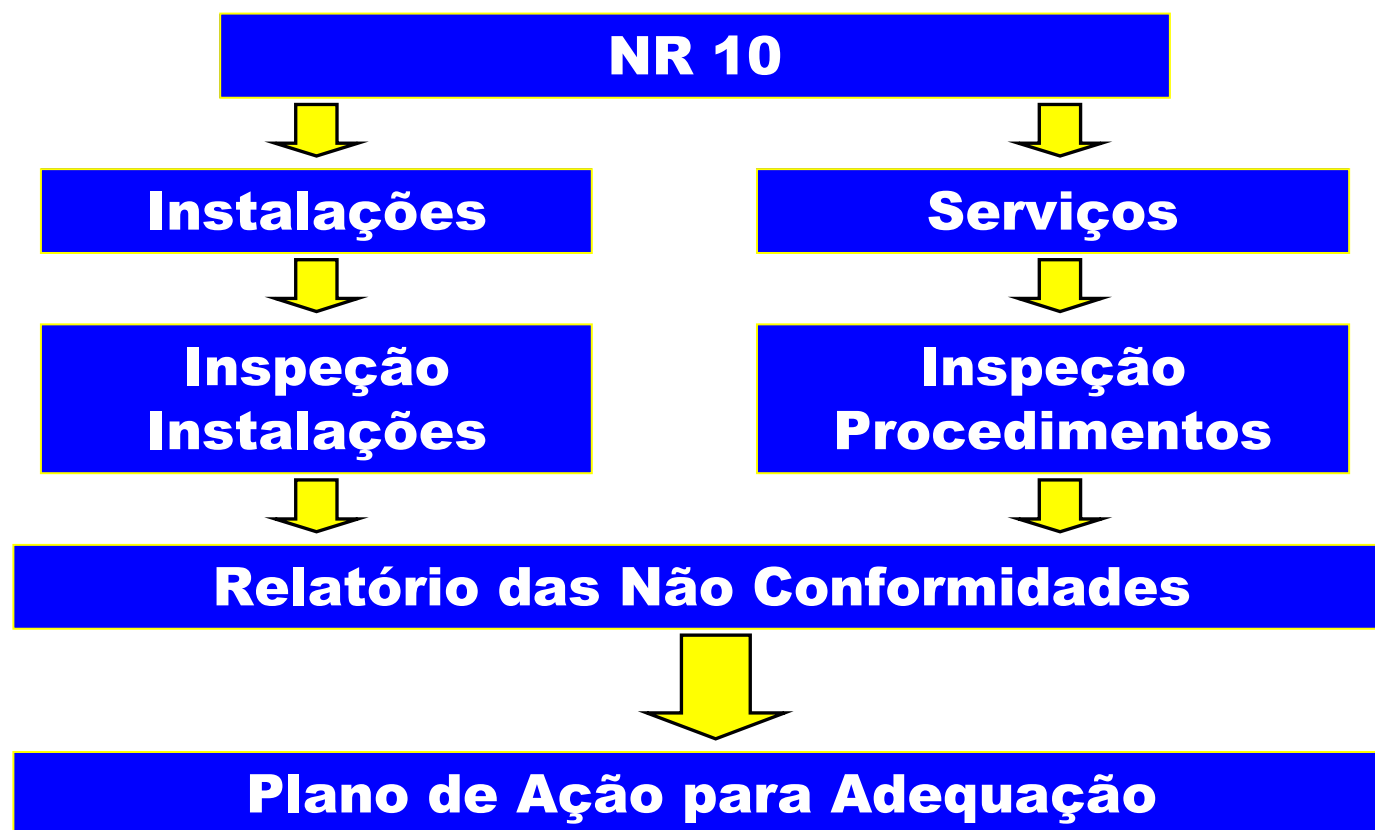 NR 10
Instalações
Serviços
Inspeção
Instalações
Inspeção
Procedimentos
Relatório das Não Conformidades
Plano de Ação para Adequação